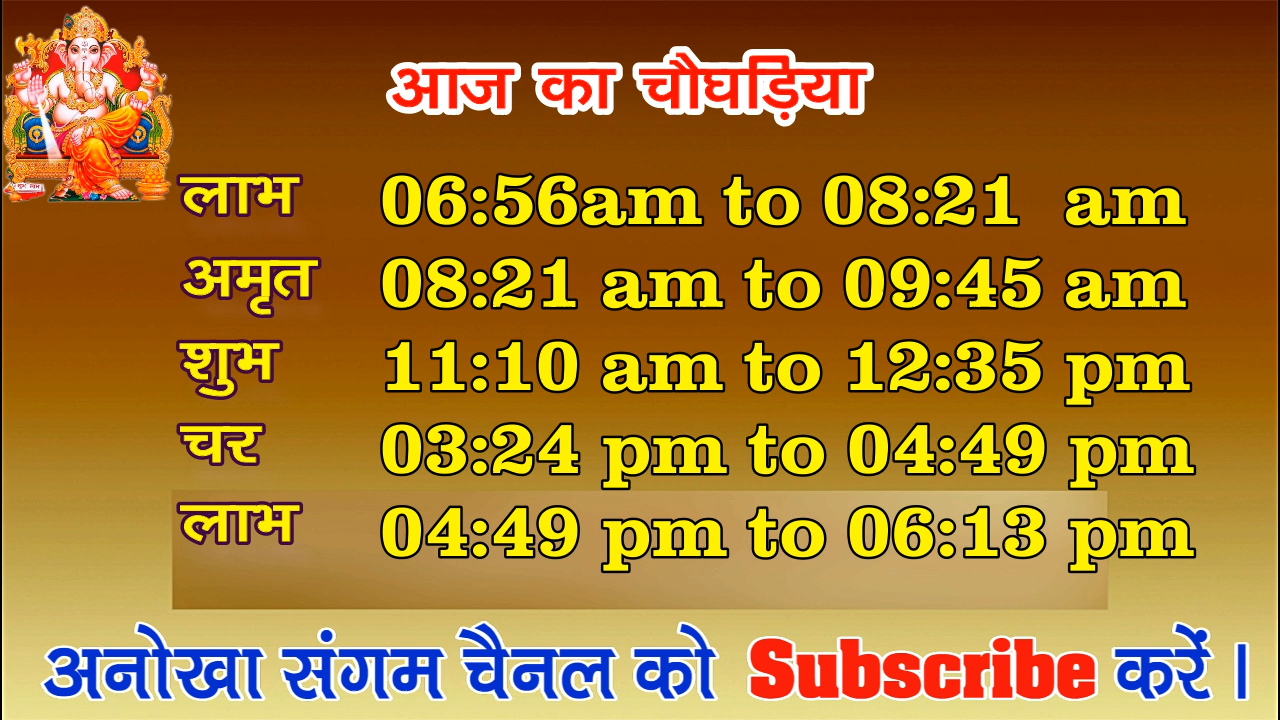 आज का चौघड़िया
लाभ 06:56am to 08:21 am
अमृत 08:21 am to 09:45 am
शुभ 11:10 am to 12:35 pm
चर 03:24 pm to 04:49 pm
लाभ 04:49 pm to 06:13 pm
अनोखा संगम चैनल को Subscribe करें।